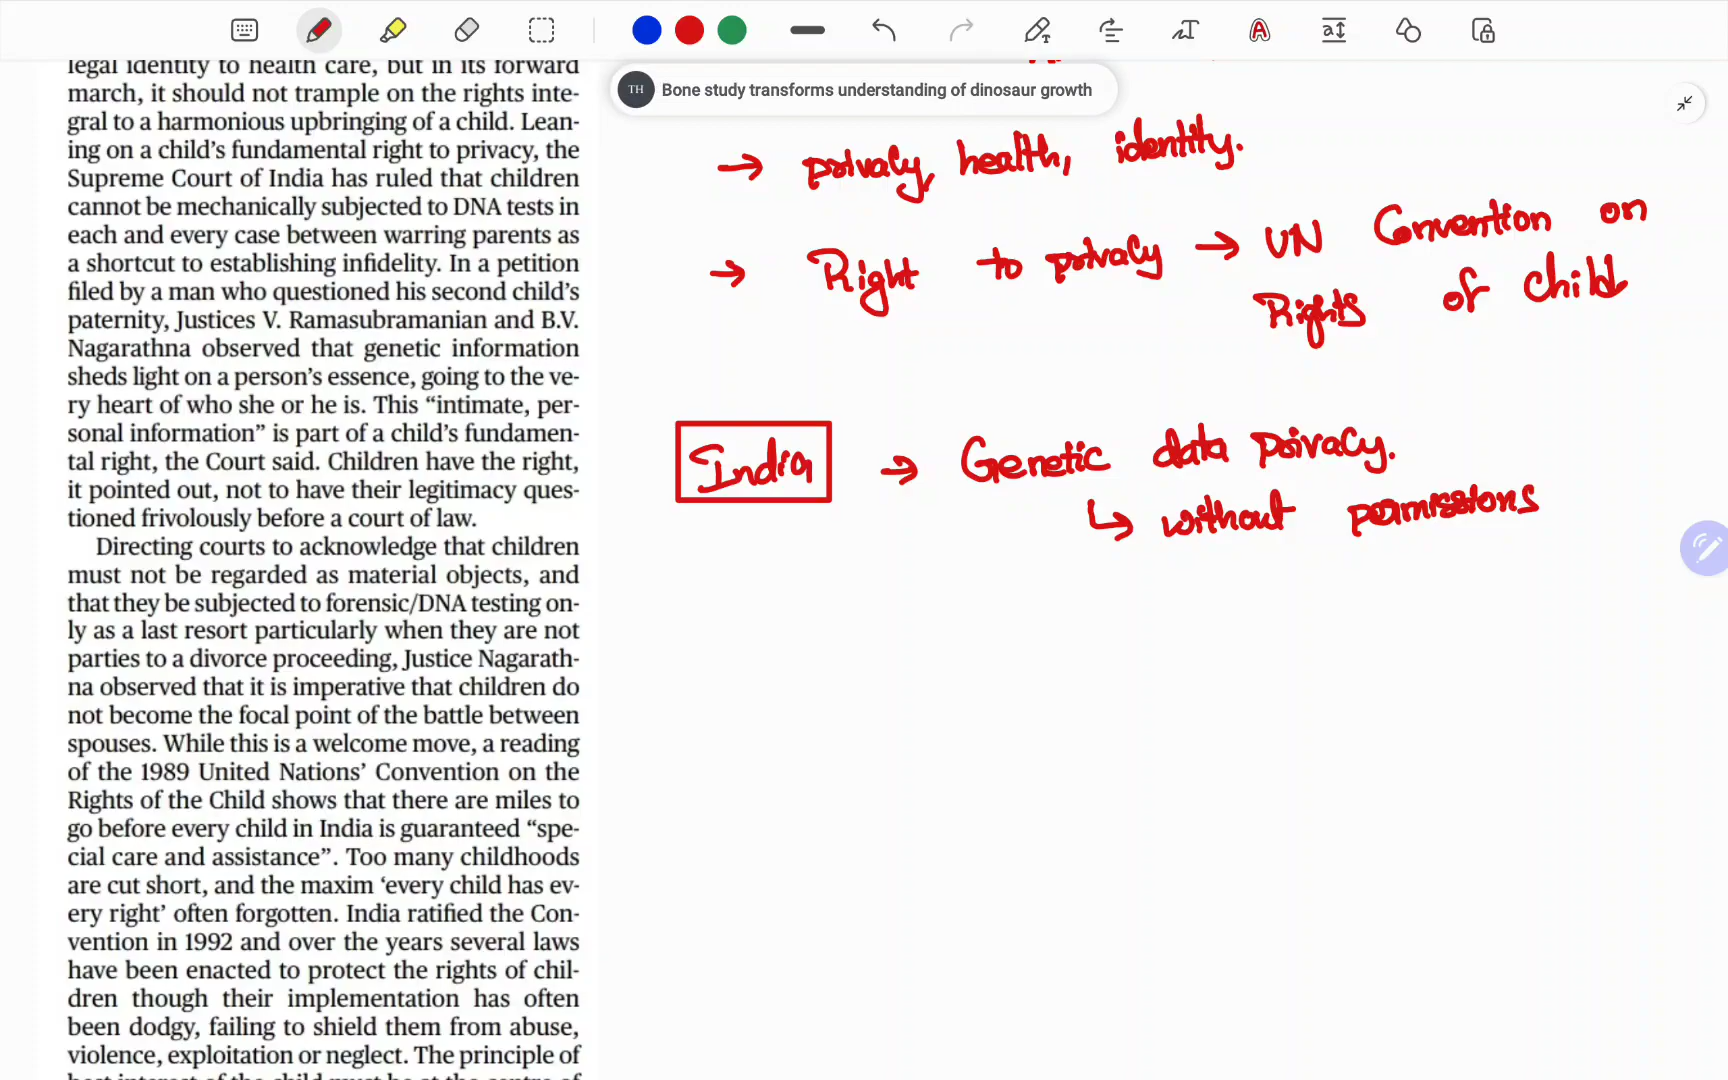 legal identity to health care, but in its forward
march, it should not trample on the rights inte-
gral to a harmonious upbringing of a child. Lean-
ing on a child's fundamental right to privacy, the
Supreme Court of India has ruled that children
cannot be mechanically subjected to DNA tests in
each and every case between warring parents as
a shortcut to establishing infidelity. In a petition
filed by a man who questioned his second child's
paternity, Justices V. Ramasubramanian and B.V.
Nagarathna observed that genetic information
sheds light on a person's essence, going to the ve-
ry heart of who she or he is. This "intimate, per-
sonal information" is part of a child's fundamen-
tal right, the Court said. Children have the right,
it pointed out, not to have their legitimacy ques-
tioned frivolously before a court of law.
Directing courts to acknowledge that children
must not be regarded as material objects, and
that they be subjected to forensic/DNA testing on-
ly as a last resort particularly when they are not
parties to a divorce proceeding, Justice Nagarath-
na observed that it is imperative that children do
not become the focal point of the battle between
spouses. While this is a welcome move, a reading
of the 1989 United Nations' Convention on the
Rights of the Child shows that there are miles to
go before every child in India is guaranteed "spe-
cial care and assistance". Too many childhoods
are cut short, and the maxim 'every child has ev-
ery right' often forgotten. India ratified the Con-
vention in 1992 and over the years several laws
have been enacted to protect the rights of chil-
dren though their implementation has often
been dodgy, failing to shield them from abuse,
violence, exploitation or neglect. The principle of
TH Bone study transforms understanding of dinosaur growth
→ privacy, health, identity.
→ Right to privacy → UN Convention on
Rights of child
India → Genetic data privacy.
↳ without permissions